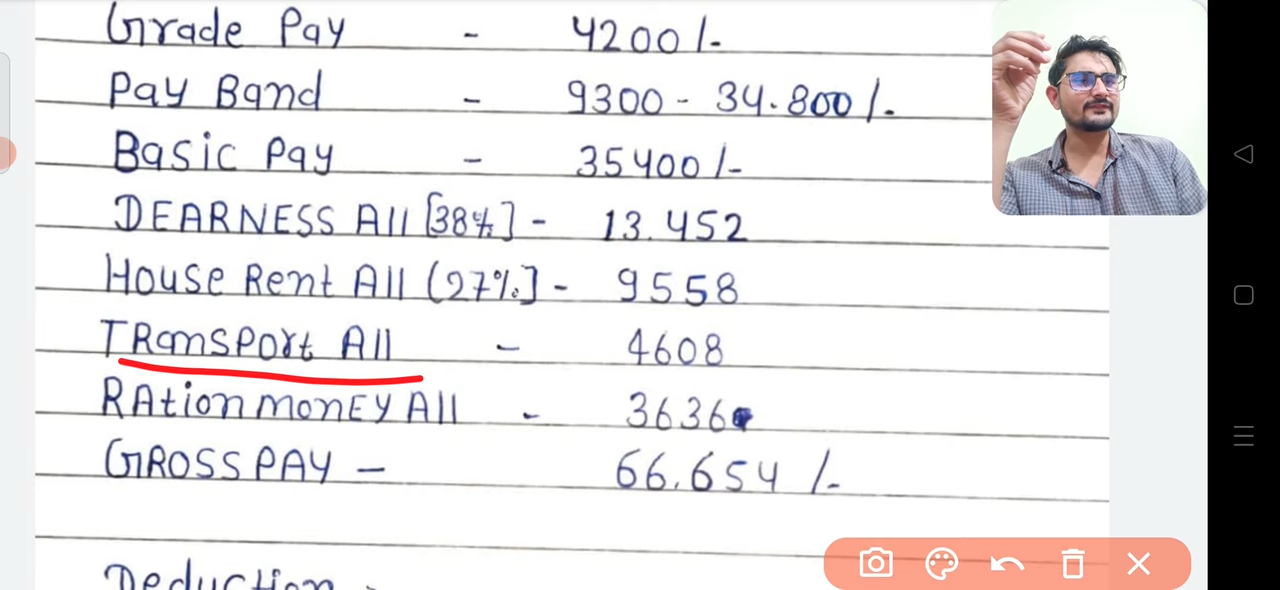 Grade Pay - 4200/-
Pay Band - 9300 - 34.800/-
Basic Pay - 35400/-
DEARNESS All [38%] - 13.452
House Rent All (27%] - 9558
TRansport All - 4608
RAtion monEY All - 3636
GROSS PAY - 66.654 /-
Deduction -